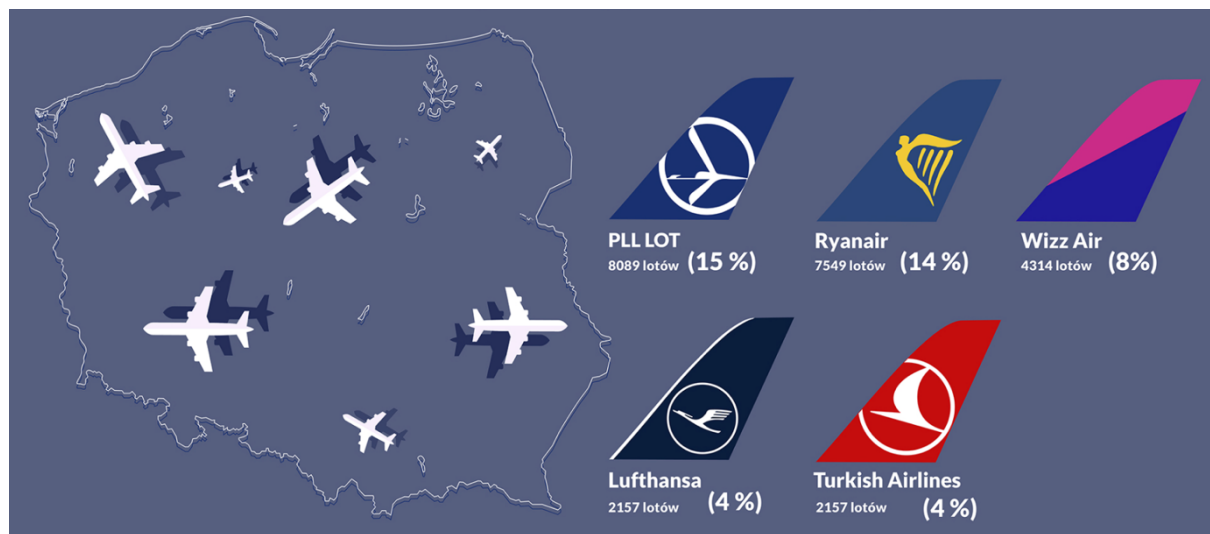 PLL LOT
8089 lotów (15 %)
Ryanair
7549 lotów (14 %)
Wizz Air
4314 lotów (8%)
Lufthansa
2157 lotów (4 %)
Turkish Airlines
2157 lotów (4 %)